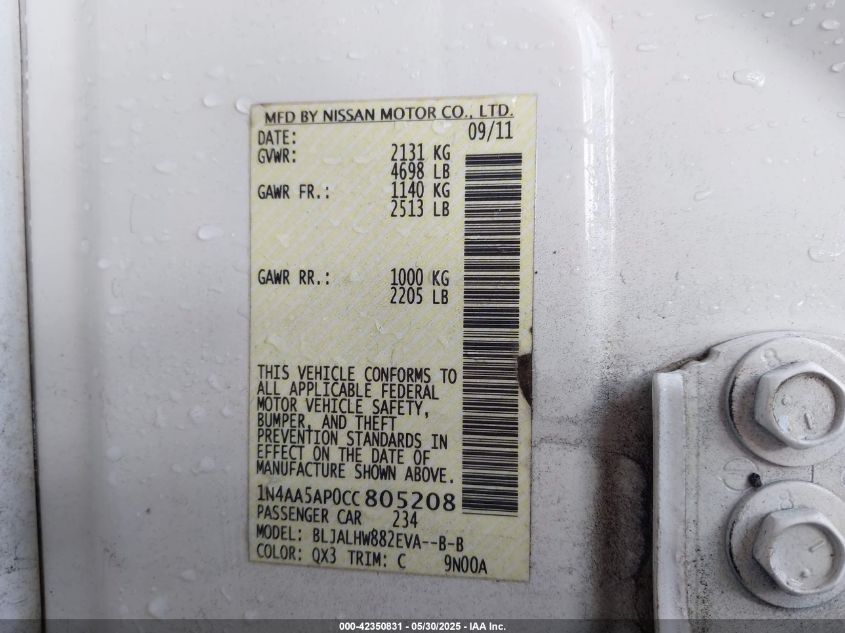 MFD BY NISSAN MOTOR CO., LTD.
DATE: 09/11
GVWR: 2131 KG
4698 LB
GAWR FR.: 1140 KG
2513 LB
GAWR RR.: 1000 KG
2205 LB
THIS VEHICLE CONFORMS TO
ALL APPLICABLE FEDERAL
MOTOR VEHICLE SAFETY,
BUMPER, AND THEFT
PREVENTION STANDARDS IN
EFFECT ON THE DATE OF
MANUFACTURE SHOWN ABOVE.
1N4AA5AP0CC805208
PASSENGER CAR 234
MODEL: BLJALHW882EVA--B-B
COLOR: QX3 TRIM: C 9N00A
000-42350831 - 05/30/2025 - IAA Inc.